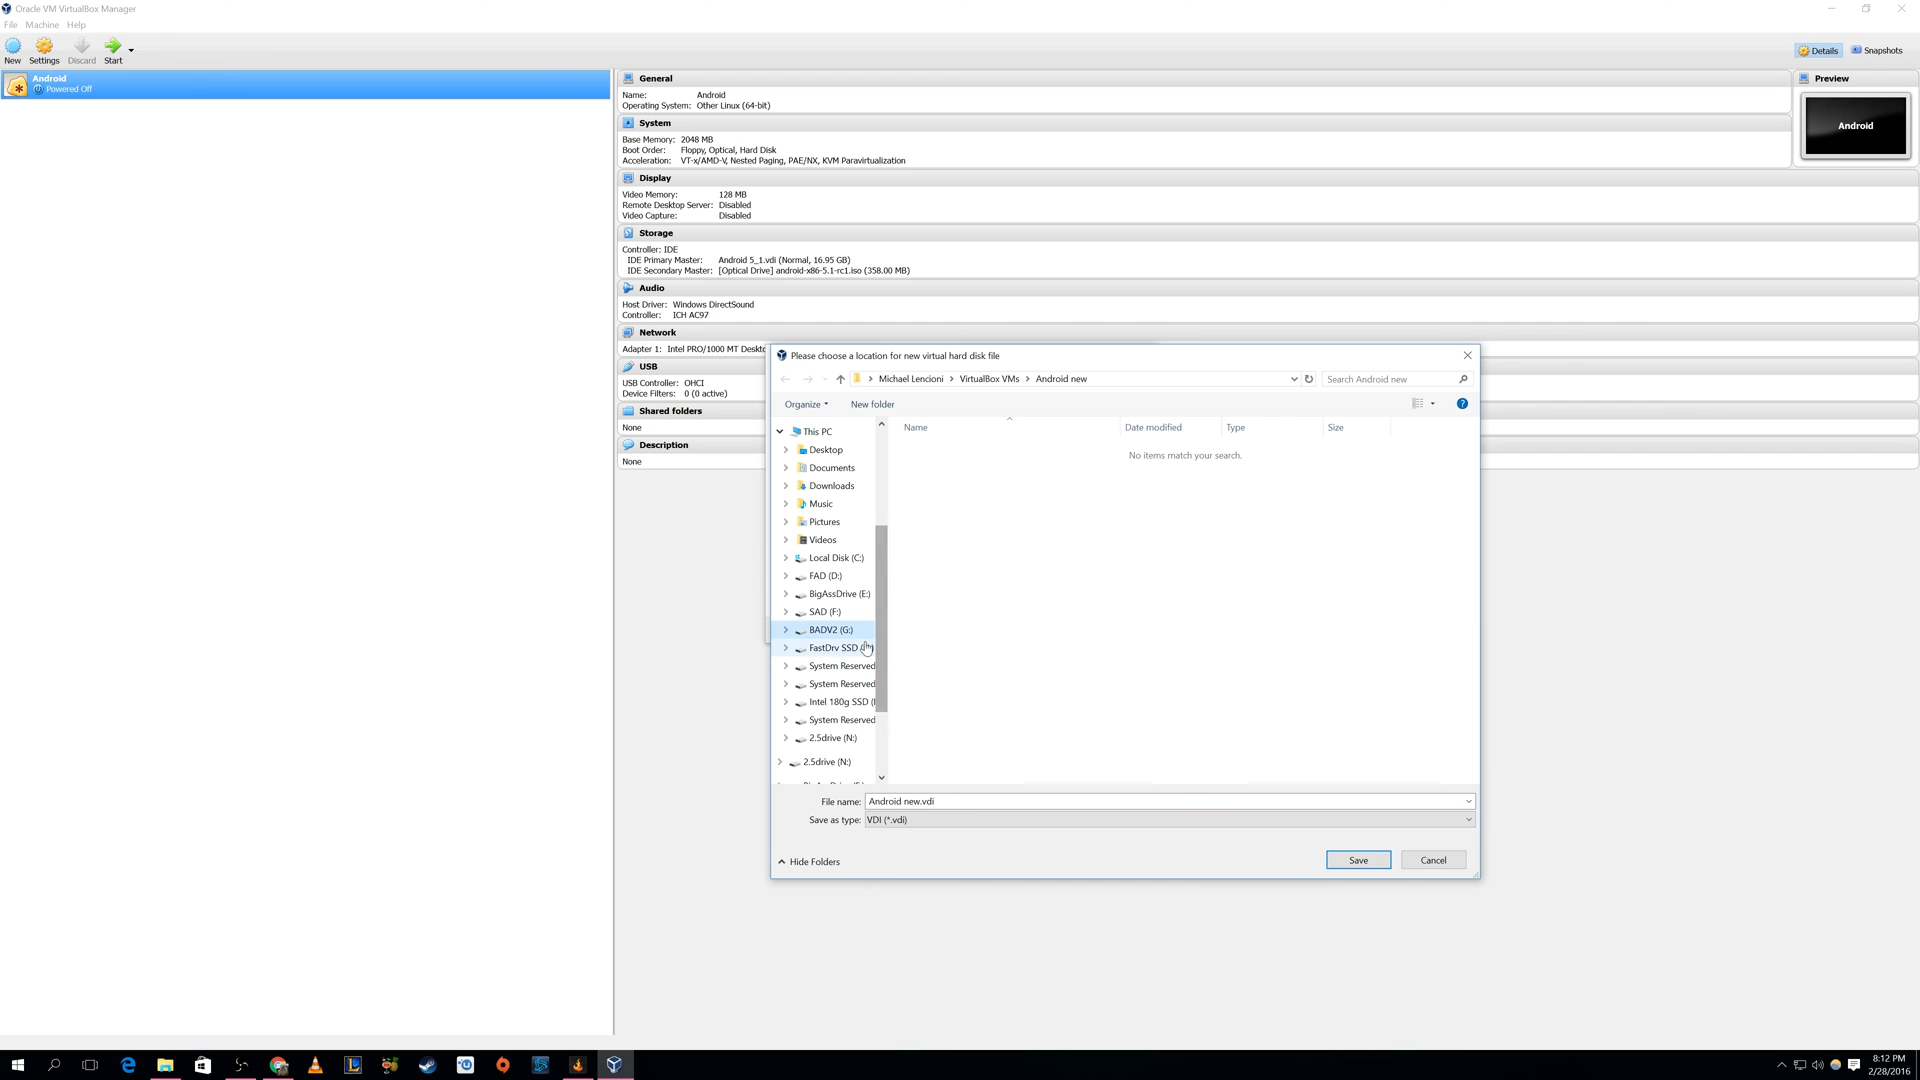 Oracle VM VirtualBox Manager
File Machine Help
New Settings Discard Start
Details Snapshots
Android
Powered Off
General
Name: Android
Operating System: Other Linux (64-bit)
System
Base Memory: 2048 MB
Boot Order: Floppy, Optical, Hard Disk
Acceleration: VT-x/AMD-V, Nested Paging, PAE/NX, KVM Paravirtualization
Display
Video Memory: 128 MB
Remote Desktop Server: Disabled
Video Capture: Disabled
Storage
Controller: IDE
IDE Primary Master: Android 5_1.vdi (Normal, 16.95 GB)
IDE Secondary Master: [Optical Drive] android-x86-5.1-rc1.iso (358.00 MB)
Audio
Host Driver: Windows DirectSound
Controller: ICH AC97
Network
Adapter 1: Intel PRO/1000 MT Deskto
USB
USB Controller: OHCI
Device Filters: 0 (0 active)
Shared folders
None
Description
None
Preview
Android
Please choose a location for new virtual hard disk file
Michael Lencioni VirtualBox VMs Android new
Search Android new
Organize New folder
Name Date modified Type Size
No items match your search.
This PC
Desktop
Documents
Downloads
Music
Pictures
Videos
Local Disk (C:)
FAD (D:)
BigAssDrive (E:)
SAD (F:)
BADV2 (G:)
FastDrv SSD
System Reserved
System Reserved
Intel 180g SSD (
System Reserved
2.5drive (N:)
2.5drive (N:)
File name: Android new.vdi
Save as type: VDI (*.vdi)
Hide Folders
Save Cancel
8:12 PM
2/28/2016